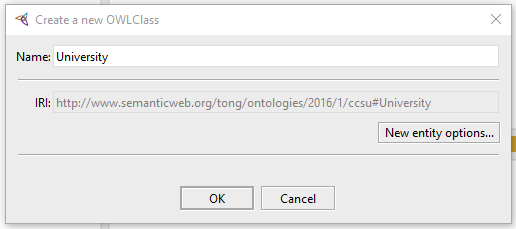 Create a new OWLClass
Name: University
IRI: http://www.semanticweb.org/tong/ontologies/2016/1/ccsu#University
New entity options...
OK Cancel